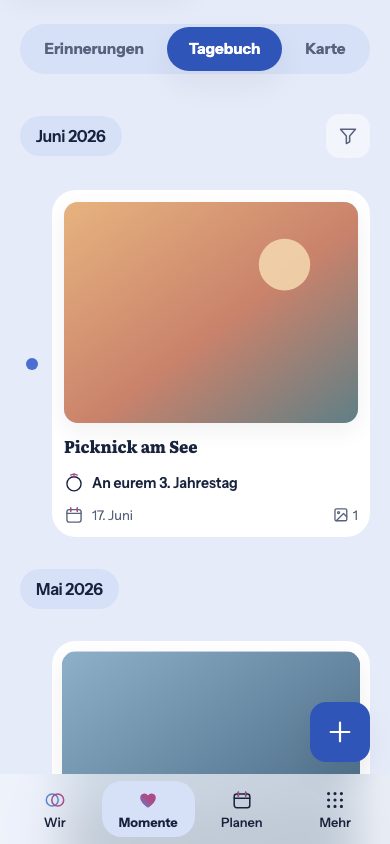 Erinnerungen
Tagebuch
Karte
Juni 2026
Picknick am See
An eurem 3. Jahrestag
17. Juni
1
Mai 2026
Wir
Momente
Planen
Mehr